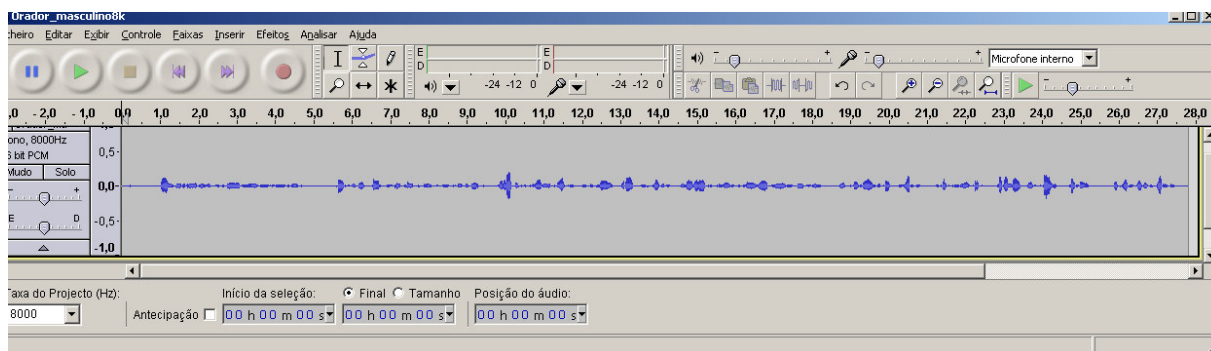 Orador_masculino8k
cheiro Editar Exibir Controle Faixas Inserir Efeitos Analisar Ajuda
E E
D D
-24 -12 0 -24 -12 0
- + - + Microfone interno
- +
,0 -2,0 -1,0 0,0 1,0 2,0 3,0 4,0 5,0 6,0 7,0 8,0 9,0 10,0 11,0 12,0 13,0 14,0 15,0 16,0 17,0 18,0 19,0 20,0 21,0 22,0 23,0 24,0 25,0 26,0 27,0 28,0
ono, 8000Hz
6 bit PCM 0,5
Mudo Solo
- + 0,0
E D -0,5
-1,0
Taxa do Projecto (Hz): Início da seleção: Final Tamanho Posição do áudio:
8000 Antecipação 00 h 00 m 00 s 00 h 00 m 00 s 00 h 00 m 00 s